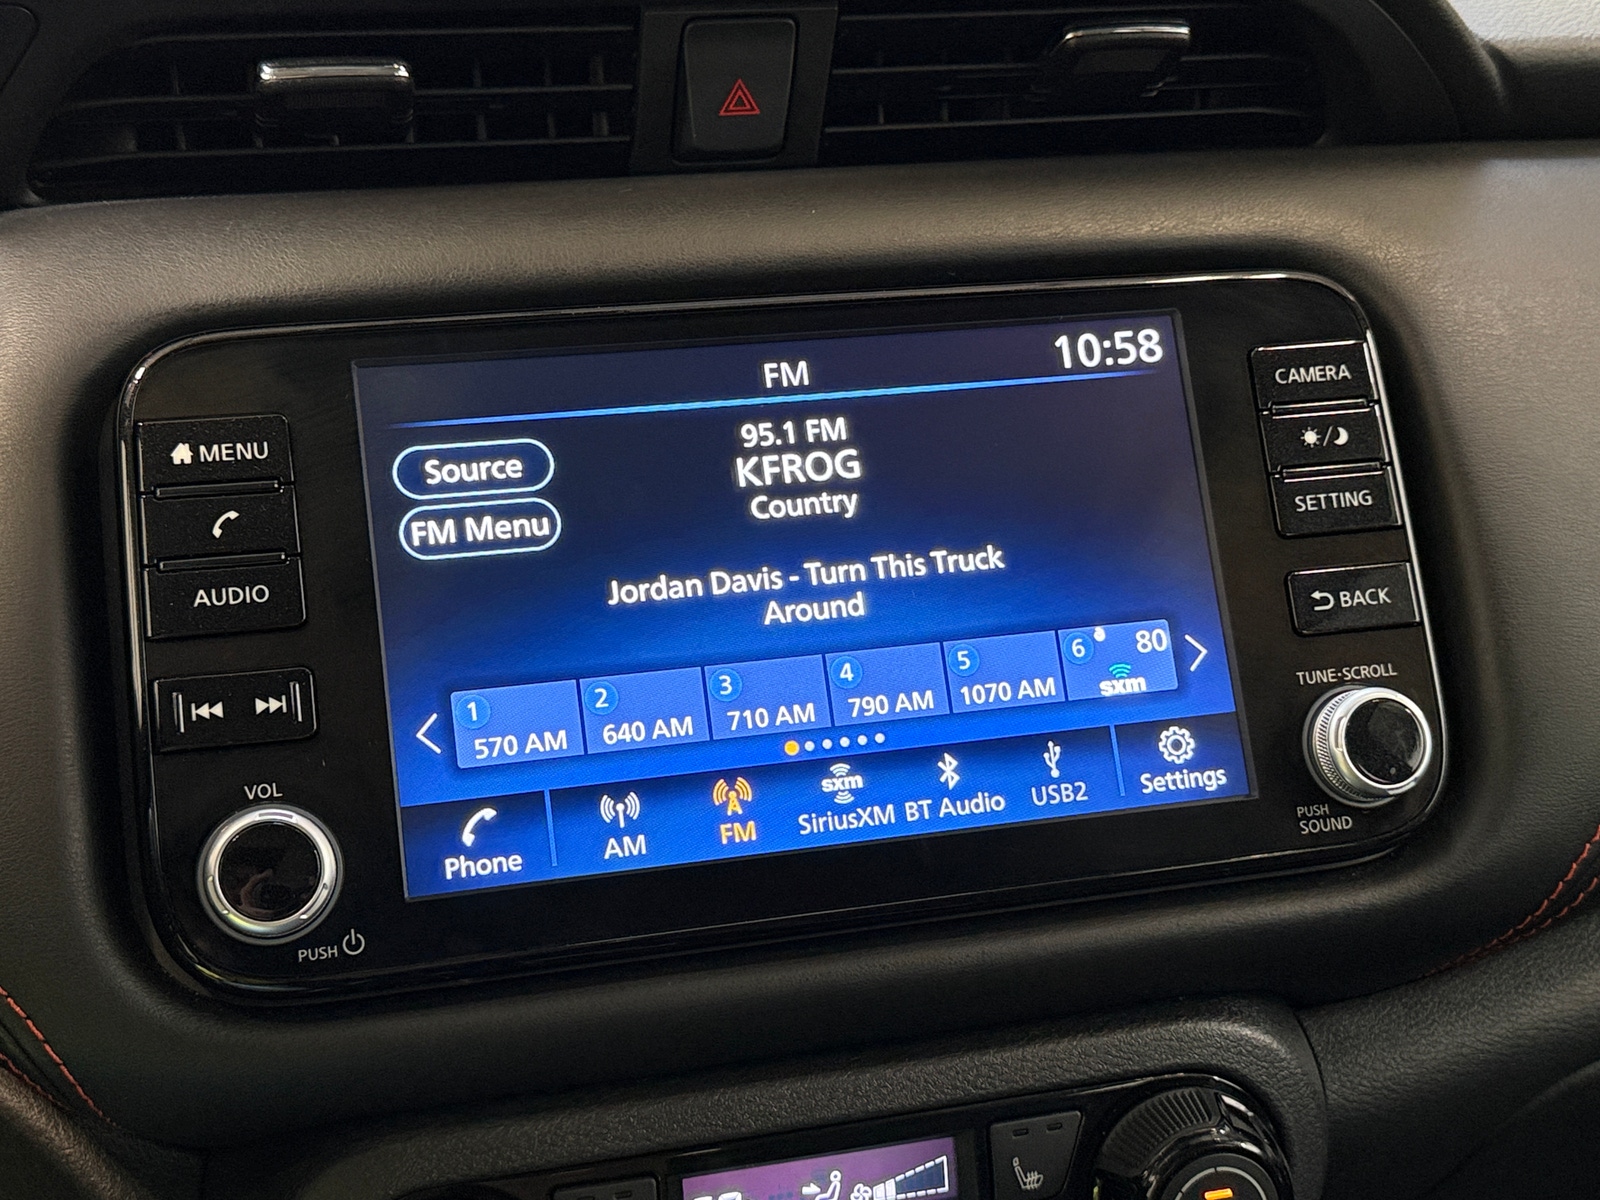 FM
10:58
95.1 FM
KFROG
Country
Source
FM Menu
Jordan Davis - Turn This Truck
Around
1
570 AM
2
640 AM
3
710 AM
4
790 AM
5
1070 AM
6
80
sxm
Phone
AM
FM
sxm
SiriusXM
BT Audio
USB2
Settings
MENU
AUDIO
VOL
PUSH
CAMERA
SETTING
BACK
TUNE·SCROLL
PUSH
SOUND